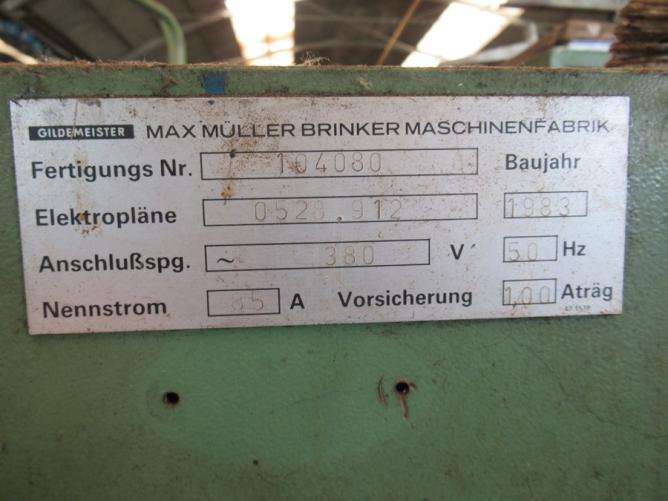 GILDEMEISTER MAX MÜLLER BRINKER MASCHINENFABRIK
Fertigungs Nr. 104080 Baujahr
Elektropläne 0528.912 1983
Anschlußspg. ~ 380 V 50 Hz
Nennstrom 85 A Vorsicherung 100 Aträg